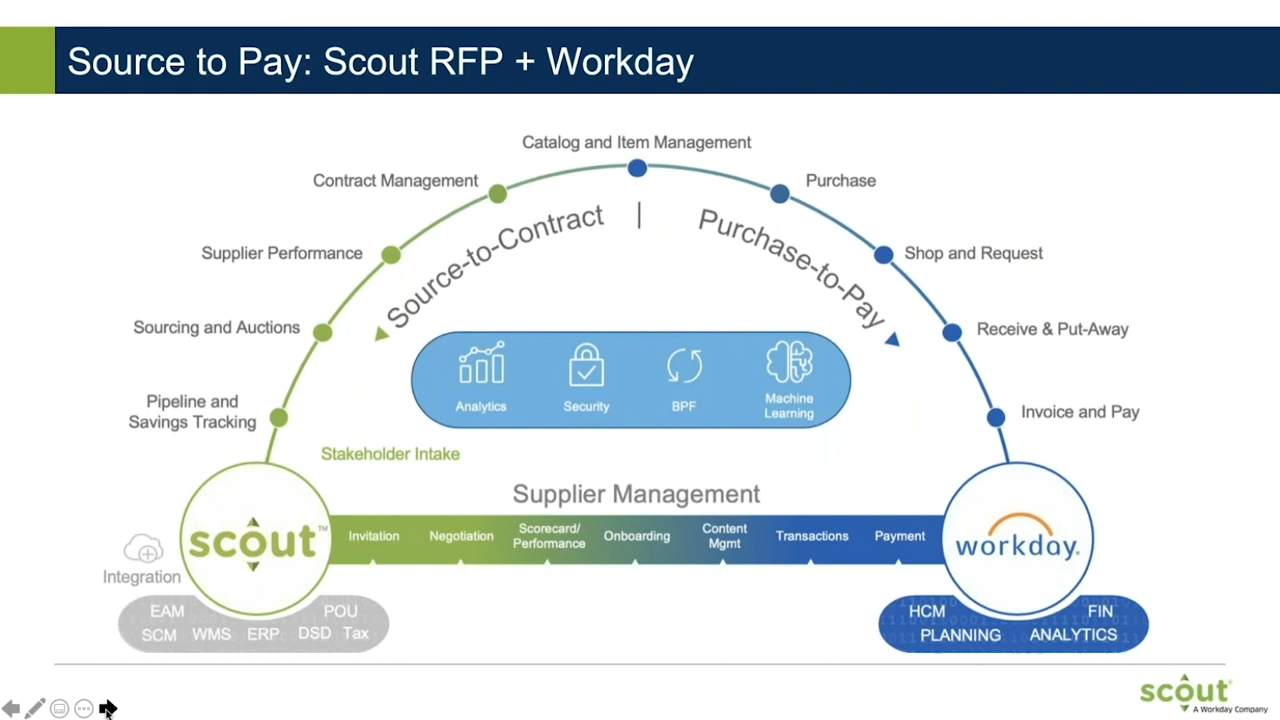 Source to Pay: Scout RFP + Workday
Catalog and Item Management
Contract Management
Purchase
Source-to-Contract
|
Purchase-to-Pay
Supplier Performance
Shop and Request
Sourcing and Auctions
Receive & Put-Away
Pipeline and
Savings Tracking
Invoice and Pay
Analytics
Security
BPF
Machine
Learning
Stakeholder Intake
Supplier Management
scout™
Invitation
Negotiation
Scorecard/
Performance
Onboarding
Content
Mgmt
Transactions
Payment
workday®
Integration
EAM
POU
SCM
WMS
ERP
DSD
Tax
HCM
FIN
PLANNING
ANALYTICS
scout®
A Workday Company